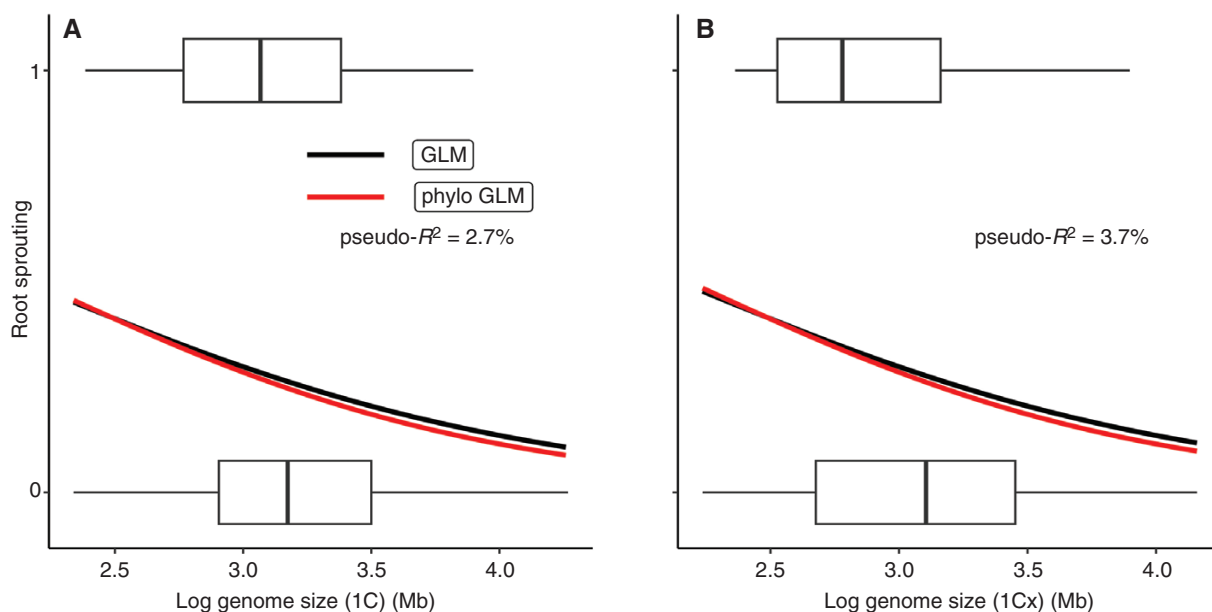 A
B
1
GLM
phylo GLM
pseudo-R² = 2.7%
pseudo-R² = 3.7%
Root sprouting
0
2.5 3.0 3.5 4.0
2.5 3.0 3.5 4.0
Log genome size (1C) (Mb)
Log genome size (1Cx) (Mb)